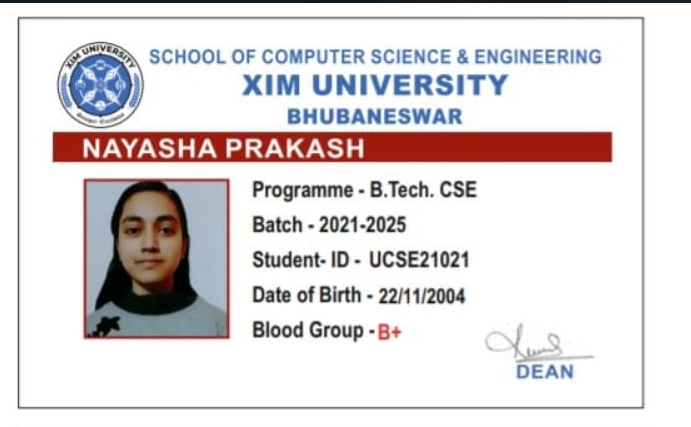 XIM UNIVERSITY
SCHOOL OF COMPUTER SCIENCE & ENGINEERING
XIM UNIVERSITY
BHUBANESWAR
NAYASHA PRAKASH
Programme - B.Tech. CSE
Batch - 2021-2025
Student- ID - UCSE21021
Date of Birth - 22/11/2004
Blood Group -B+
DEAN